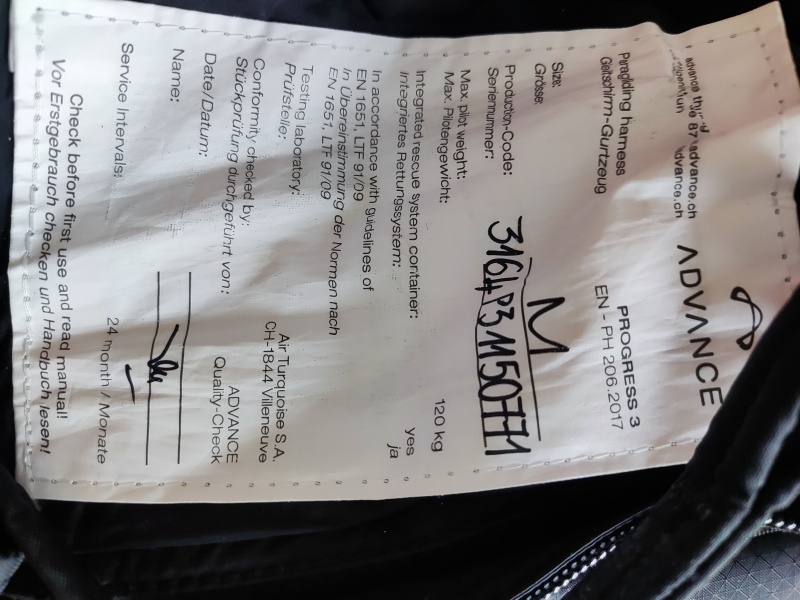 ADVANCE
advance.ch
Paragliding harness
PROGRESS 3
Gleitschirm-Gurtzeug
EN - PH 206.2017
Size:
M
Grösse:
Production-Code:
Seriennummer:
Max. pilot weight:
120 kg
Max. Pilotengewicht:
Integrated rescue system container:
yes
Integriertes Rettungssystem:
ja
In accordance with guidelines of
EN 1651, LTF 91/09
In Übereinstimmung der Normen nach
EN 1651, LTF 91/09
Testing laboratory:
Air Turquoise S.A.
Prüfstelle:
CH-1844 Villeneuve
Conformity checked by:
ADVANCE
Stückprüfung durchgeführt von:
Quality-Check
Date/Datum:
Name:
Service Intervals:
24 month / Monate
Check before first use and read manual!
Vor Erstgebrauch checken und Handbuch lesen!